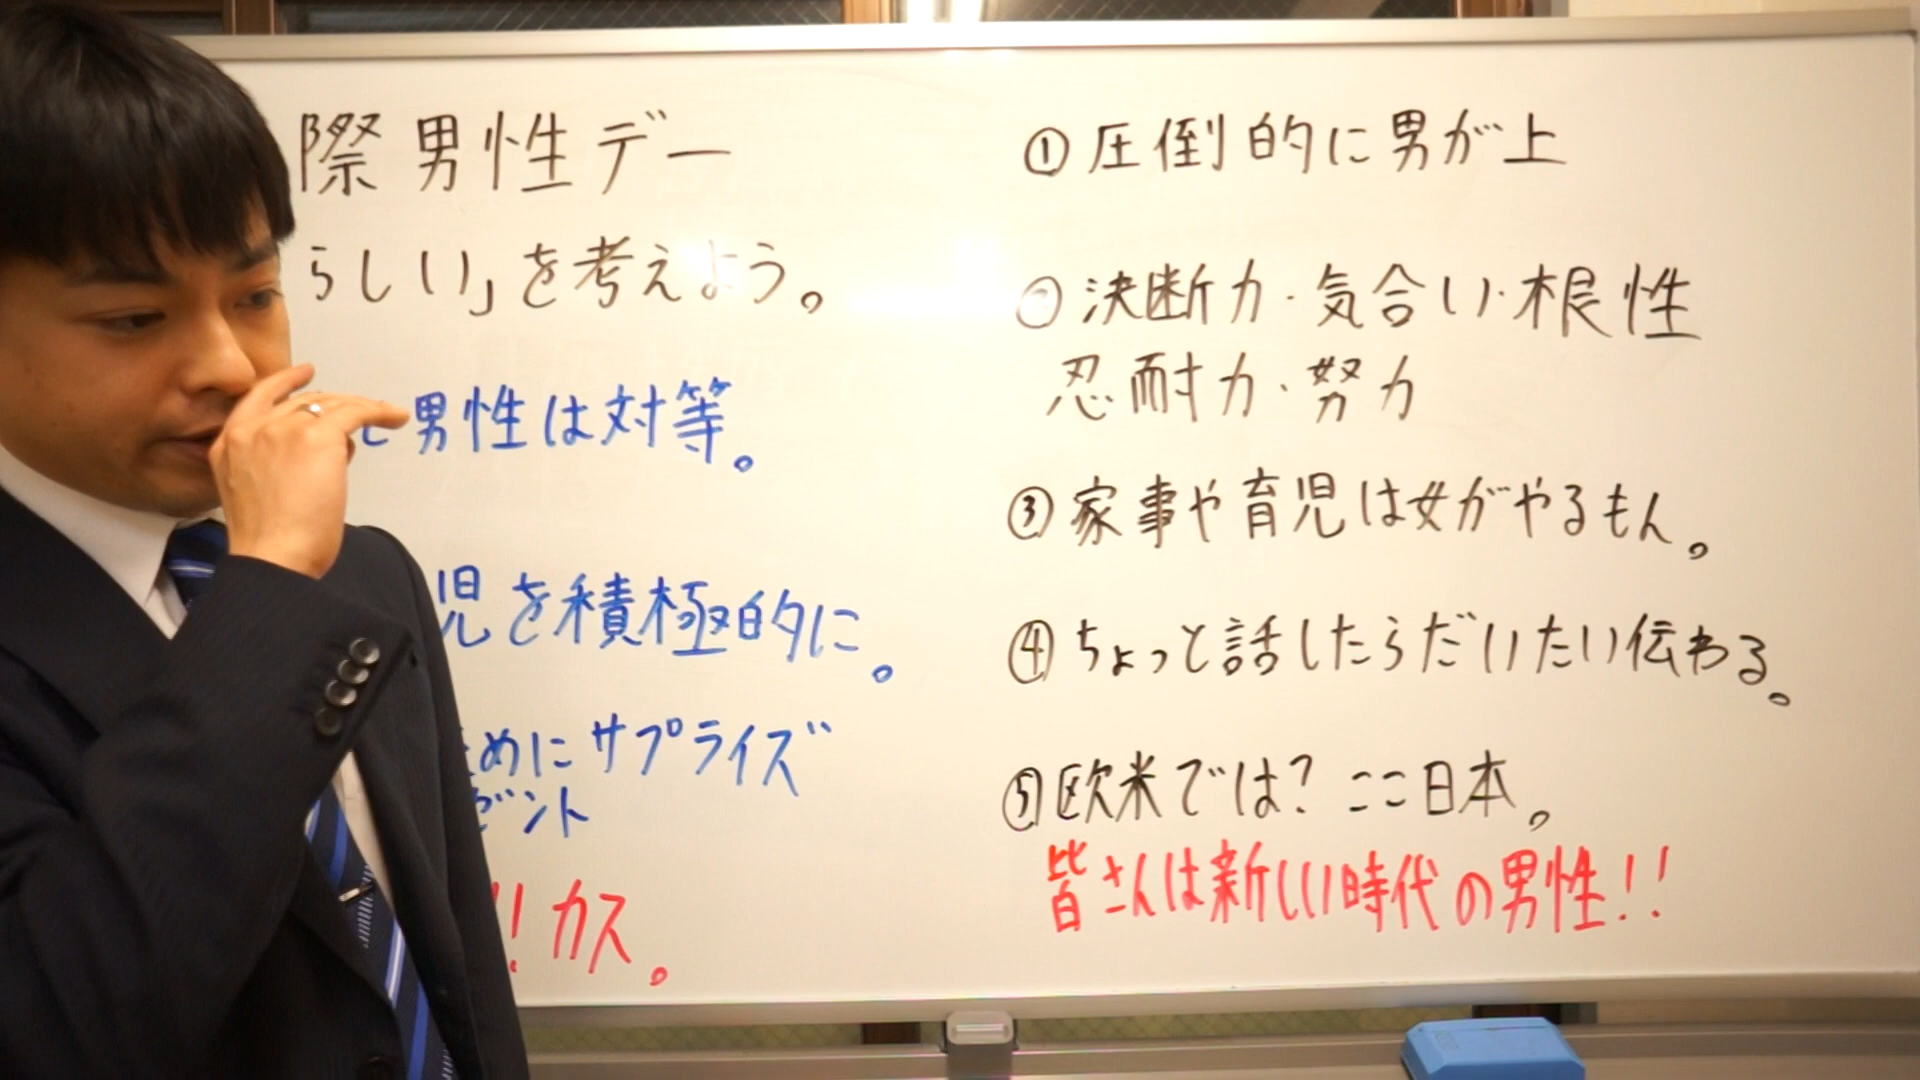 際男性デー
らしい」を考えよう。
男性は対等。
児を積極的に。
めにサプライズ
ゼント
!! カス。
①圧倒的に男が上
②決断力・気合い・根性
忍耐力・努力
③家事や育児は女がやるもん。
④ちょっと話したらだいたい伝わる。
⑤欧米では？ここ日本。
皆さんは新しい時代の男性!!